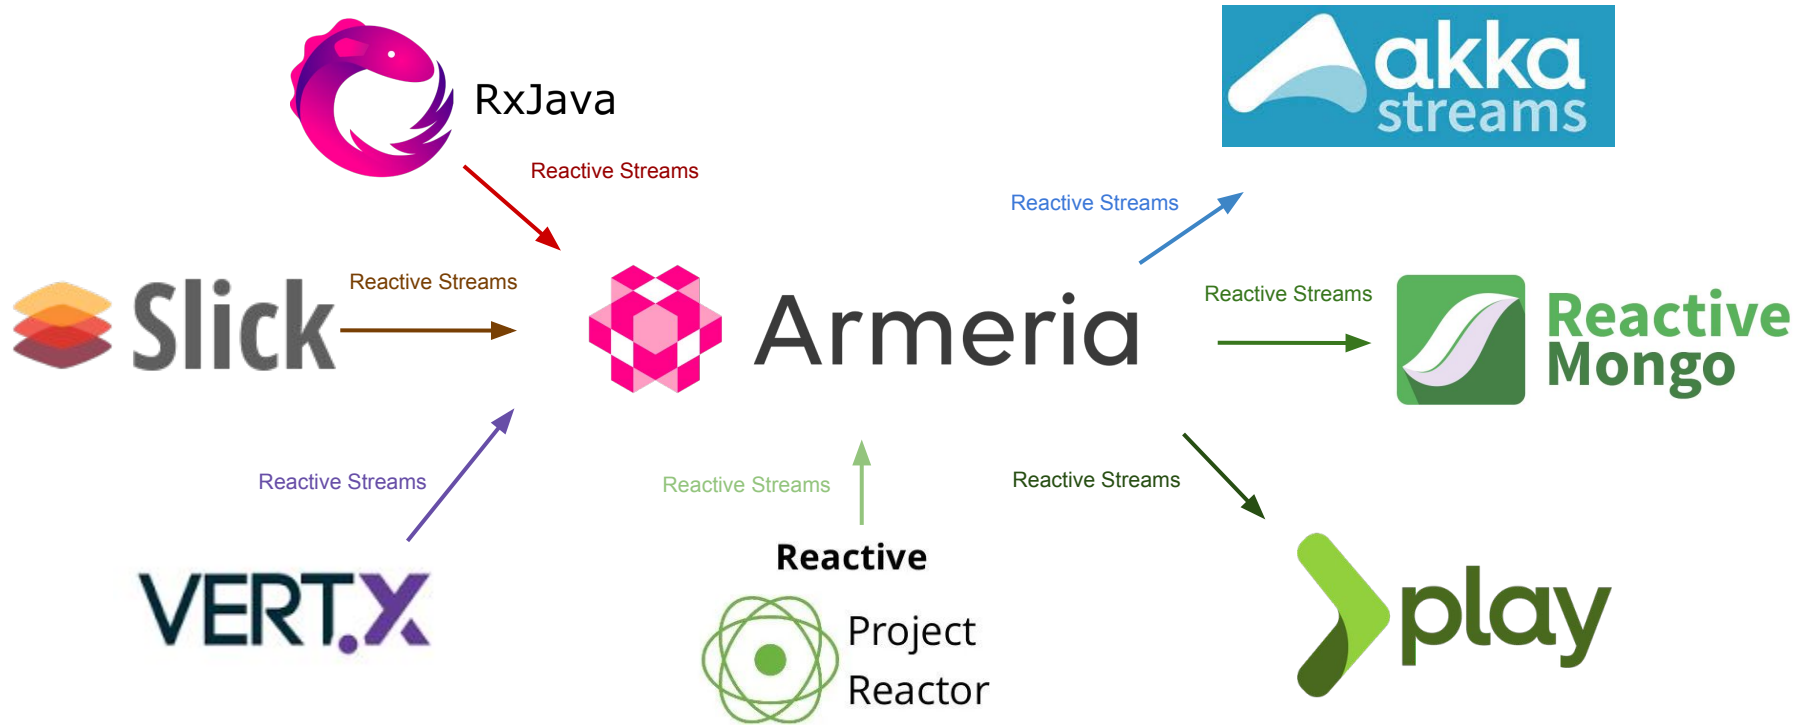 RxJava
akka
streams
Reactive Streams
Reactive Streams
Slick
Reactive Streams
Armeria
Reactive Streams
Reactive
Mongo
Reactive Streams
Reactive Streams
Reactive Streams
VERT.X
Reactive
Project
Reactor
play